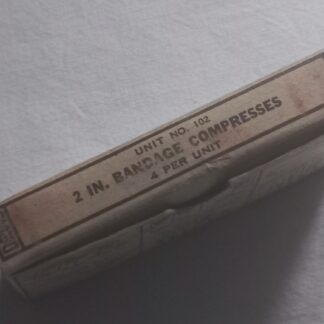 UNIT NO. 102
2 IN. BANDAGE COMPRESSES
4 PER UNIT